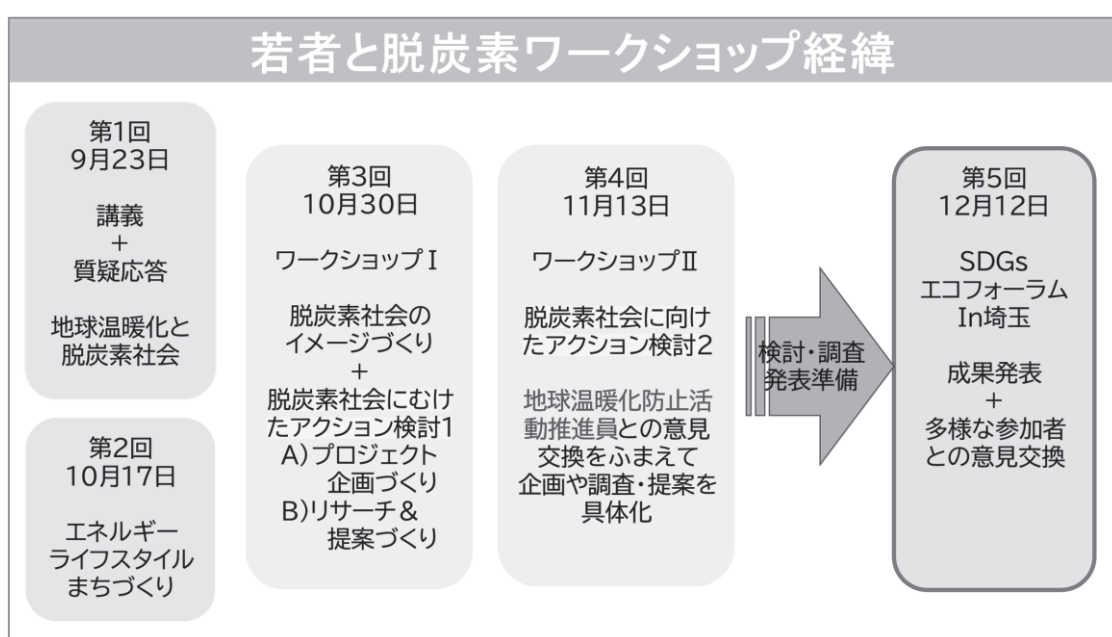 若者と脱炭素ワークショップ経緯
第1回
9月23日
講義
+
質疑応答
地球温暖化と
脱炭素社会
第2回
10月17日
エネルギー
ライフスタイル
まちづくり
第3回
10月30日
ワークショップⅠ
脱炭素社会の
イメージづくり
+
脱炭素社会にむけ
たアクション検討1
A)プロジェクト
企画づくり
B)リサーチ&
提案づくり
第4回
11月13日
ワークショップⅡ
脱炭素社会に向け
たアクション検討2
地球温暖化防止活
動推進員との意見
交換をふまえて
企画や調査・提案を
具体化
検討・調査
発表準備
第5回
12月12日
SDGs
エコフォーラム
In埼玉
成果発表
+
多様な参加者
との意見交換